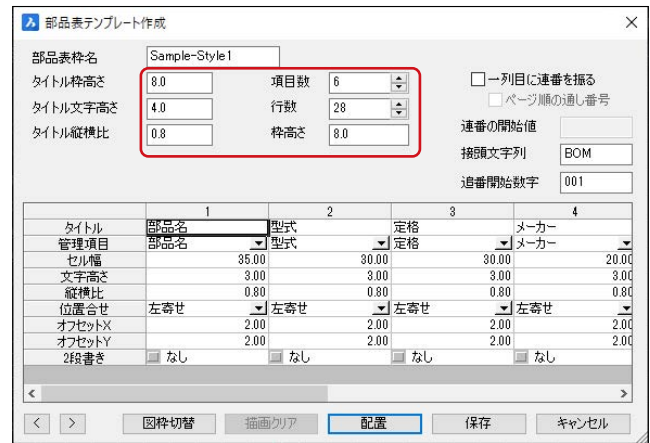 部品表テンプレート作成
部品表枠名 Sample-Style1
タイトル枠高さ 8.0 項目数 6 一列目に連番を振る
ページ順の通し番号
タイトル文字高さ 4.0 行数 28
タイトル縦横比 0.8 枠高さ 8.0 連番の開始値
接頭文字列 BOM
追番開始数字 001
1 2 3 4
タイトル 部品名 型式 定格 メーカー
管理項目 部品名 型式 定格 メーカー
セル幅 35.00 30.00 30.00 20.00
文字高さ 3.00 3.00 3.00 3.00
縦横比 0.80 0.80 0.80 0.80
位置合せ 左寄せ 左寄せ 左寄せ 左寄せ
オフセットX 2.00 2.00 2.00 2.00
オフセットY 2.00 2.00 2.00 2.00
2段書き なし なし なし なし
< > 図枠切替 描画クリア 配置 保存 キャンセル